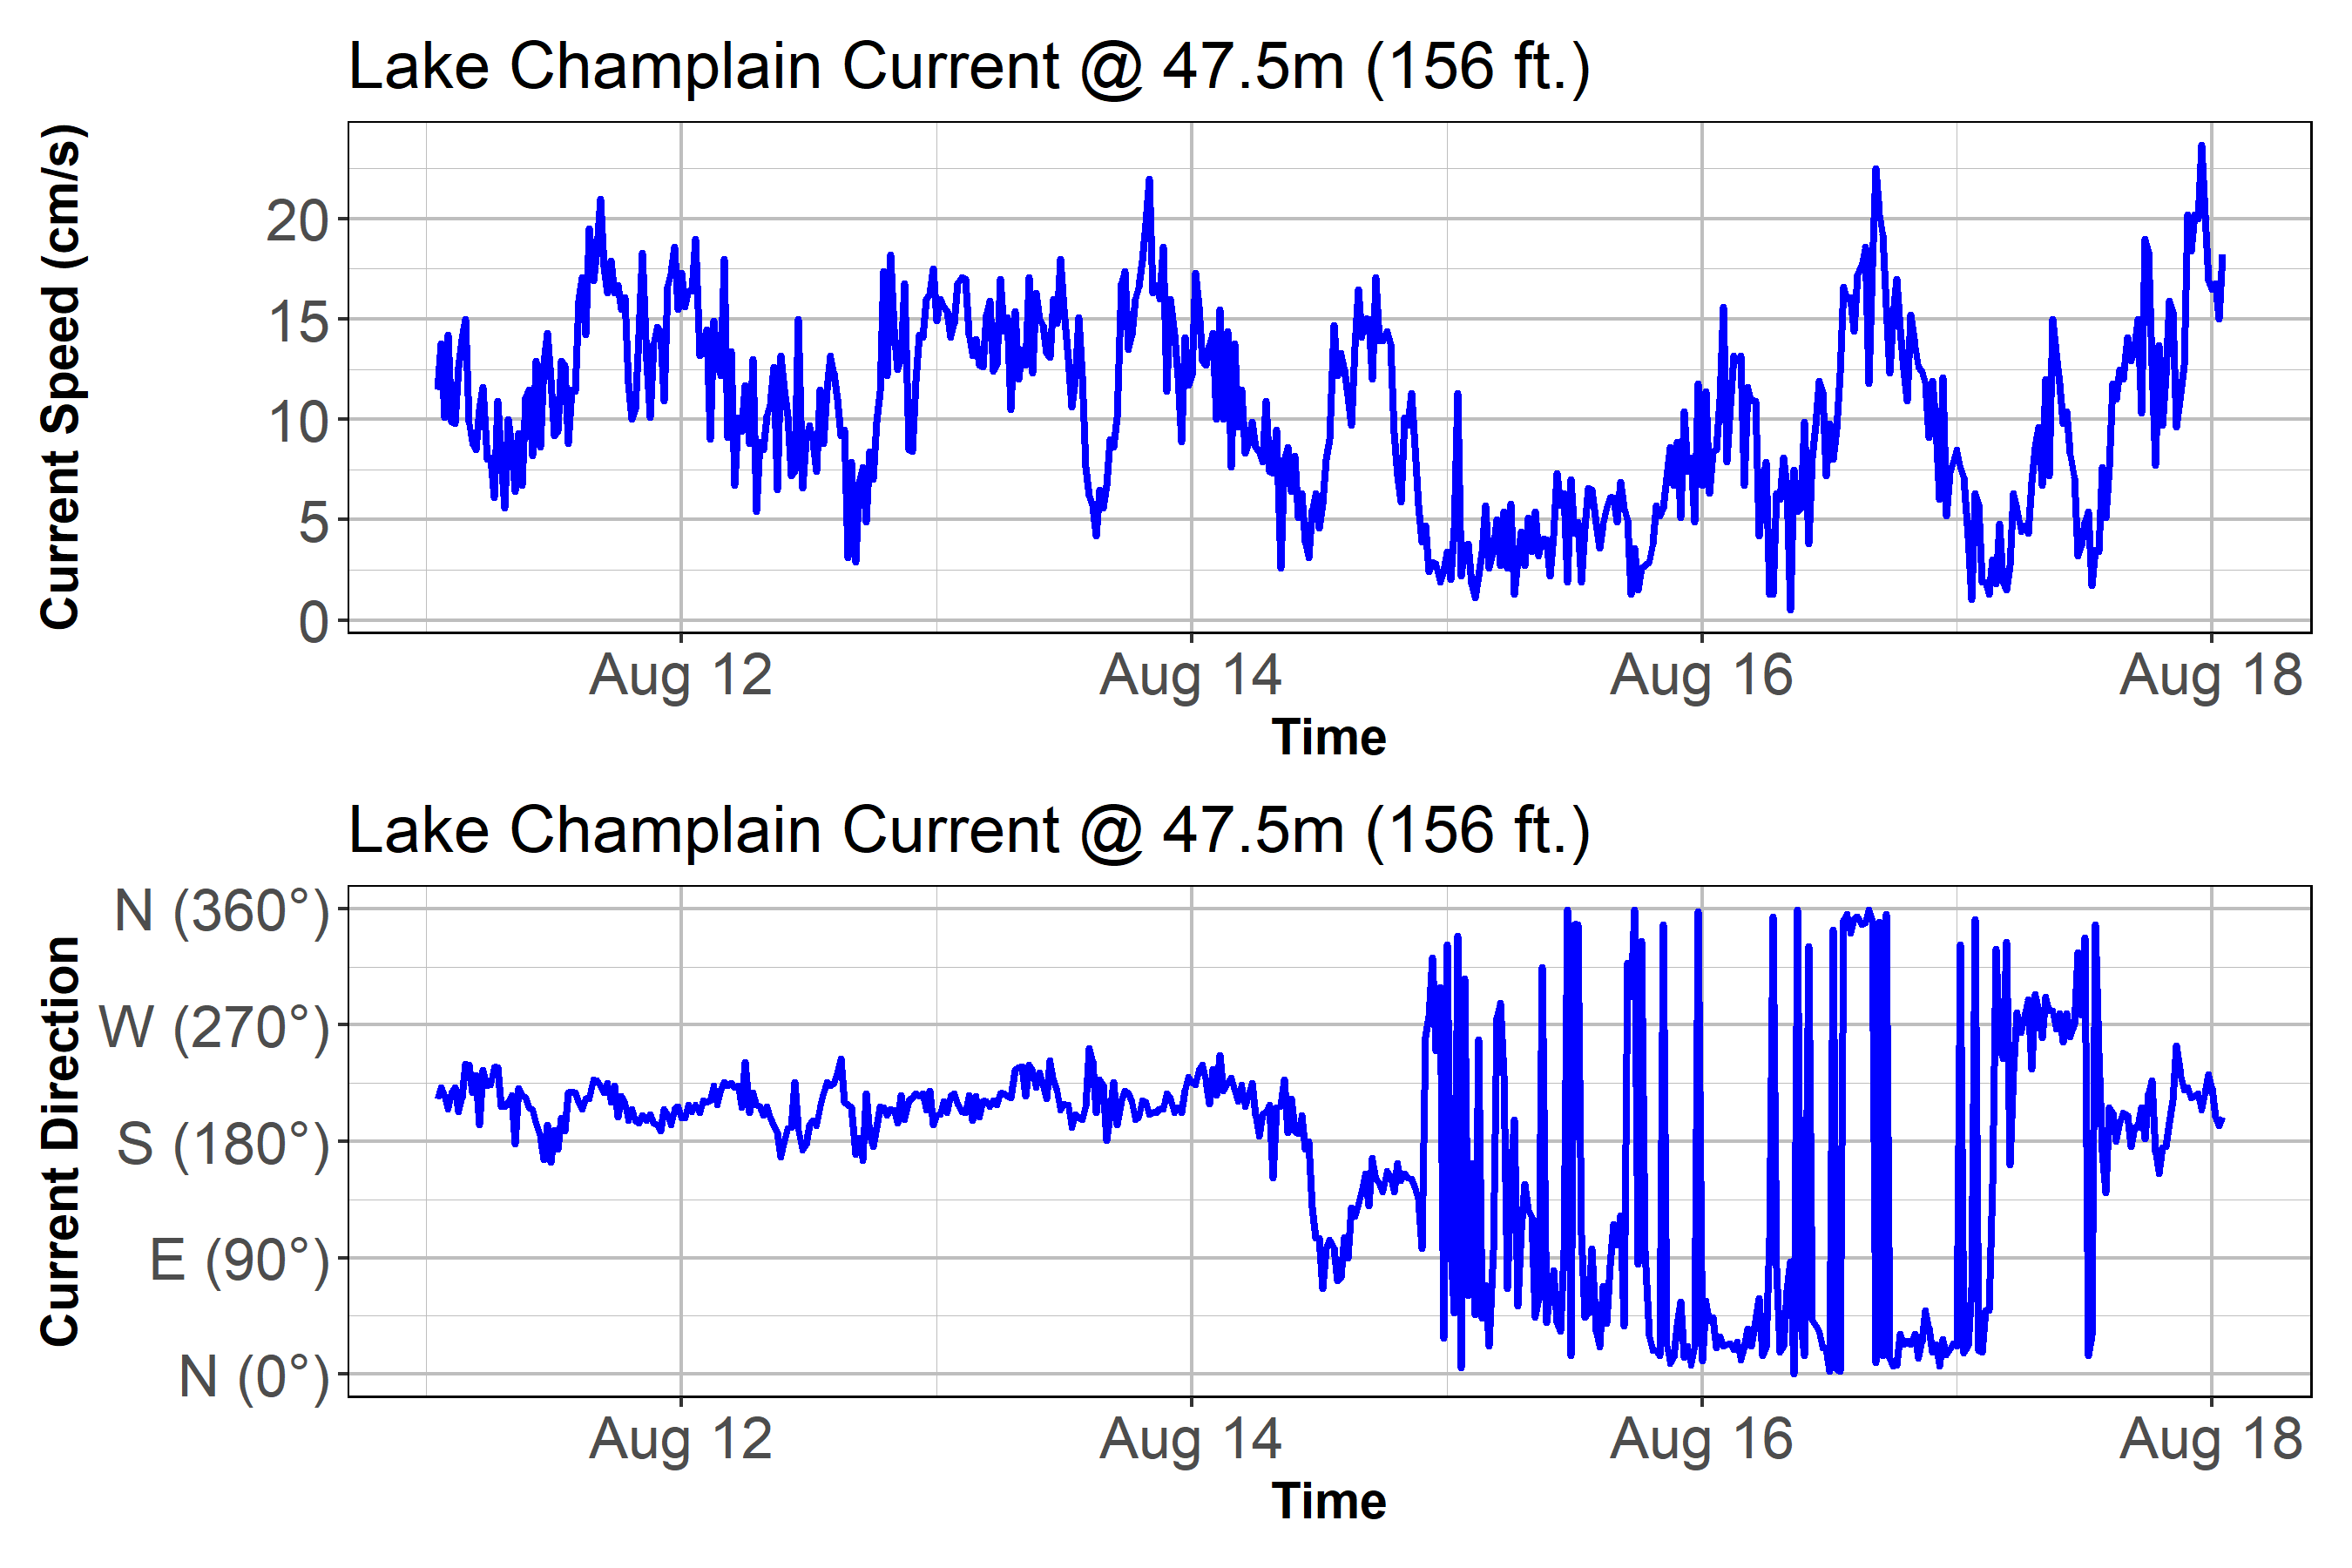 Lake Champlain Current @ 47.5m (156 ft.)
Current Speed (cm/s)
20
15
10
5
0
Aug 12 Aug 14 Aug 16 Aug 18
Time
Lake Champlain Current @ 47.5m (156 ft.)
Current Direction
N (360°)
W (270°)
S (180°)
E (90°)
N (0°)
Aug 12 Aug 14 Aug 16 Aug 18
Time